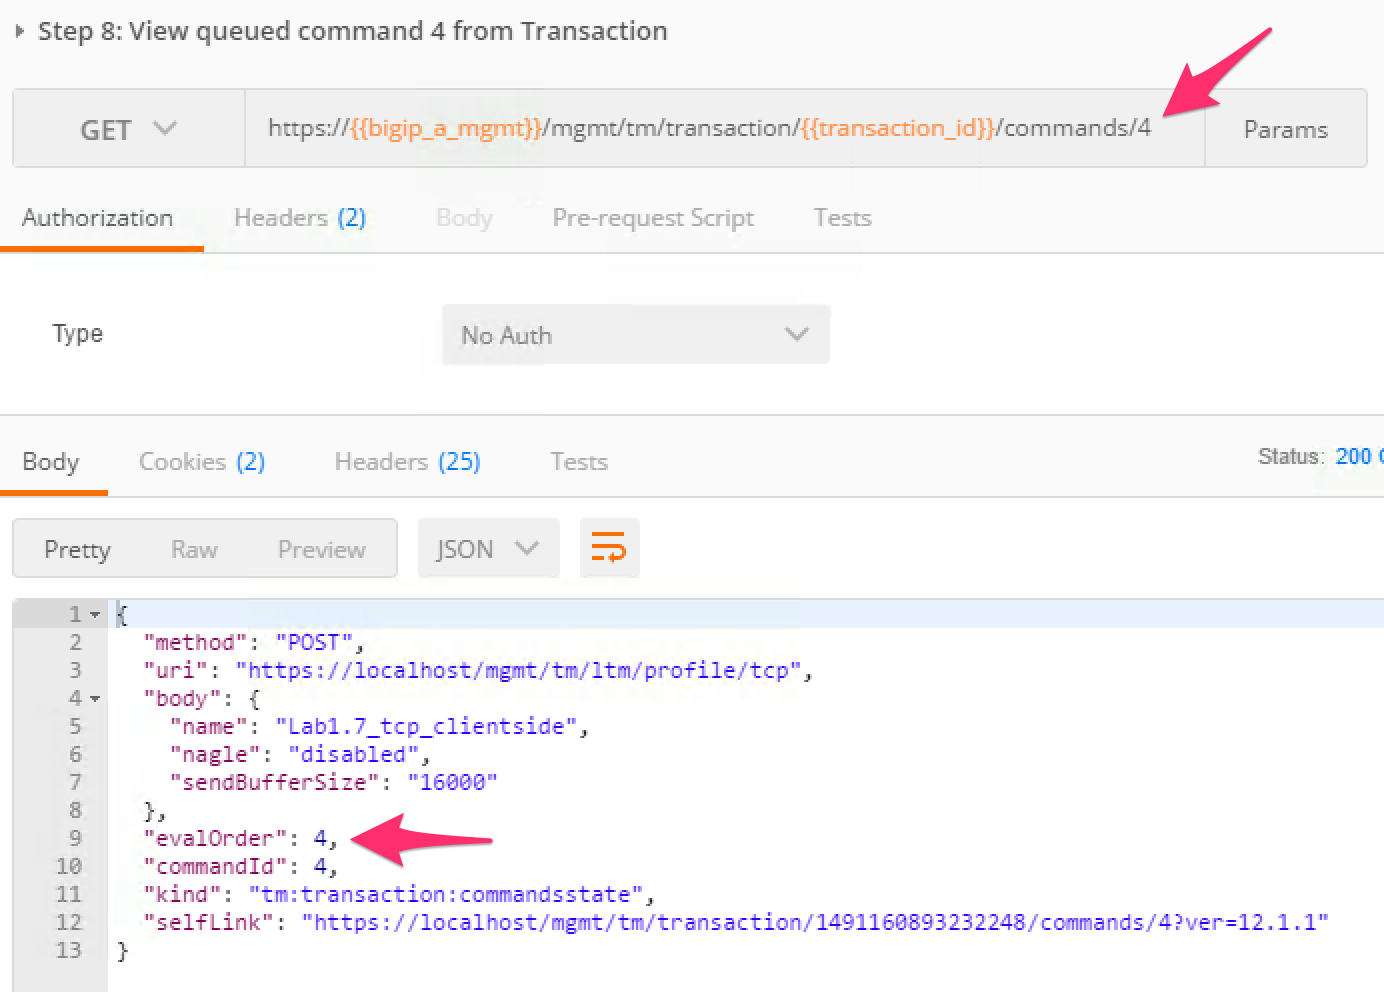 Step 8: View queued command 4 from Transaction
GET https://{{bigip_a_mgmt}}/mgmt/tm/transaction/{{transaction_id}}/commands/4 Params
Authorization Headers (2) Body Pre-request Script Tests
Type No Auth
Body Cookies (2) Headers (25) Tests Status: 200
Pretty Raw Preview JSON
1 {
2 "method": "POST",
3 "uri": "https://localhost/mgmt/tm/ltm/profile/tcp",
4 "body": {
5 "name": "Lab1.7_tcp_clientside",
6 "nagle": "disabled",
7 "sendBufferSize": "16000"
8 },
9 "evalOrder": 4,
10 "commandId": 4,
11 "kind": "tm:transaction:commandsstate",
12 "selfLink": "https://localhost/mgmt/tm/transaction/1491160893232248/commands/4?ver=12.1.1"
13 }